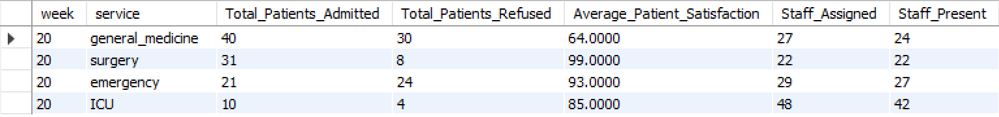 week service Total_Patients_Admitted Total_Patients_Refused Average_Patient_Satisfaction Staff_Assigned Staff_Present
20 general_medicine 40 30 64.0000 27 24
20 surgery 31 8 99.0000 22 22
20 emergency 21 24 93.0000 29 27
20 ICU 10 4 85.0000 48 42